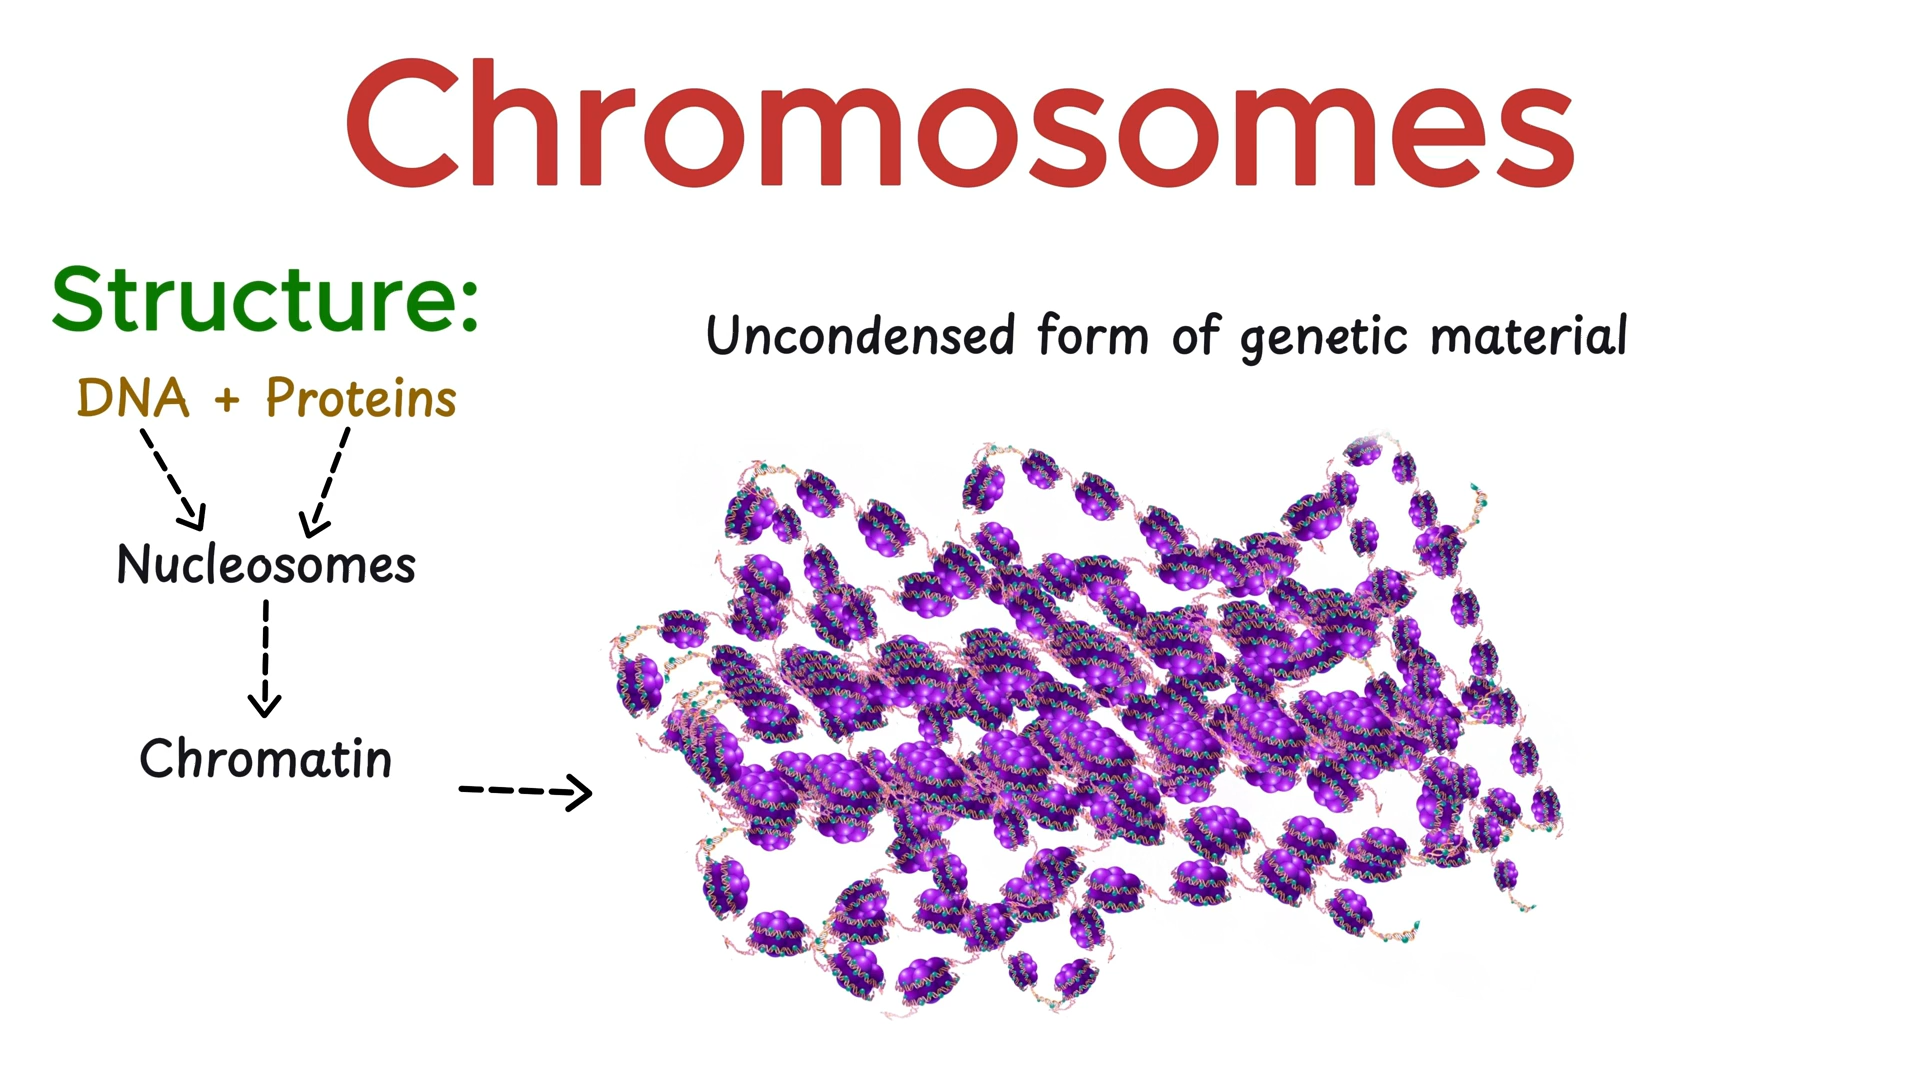 Chromosomes
Structure:
DNA + Proteins
Nucleosomes
Chromatin
Uncondensed form of genetic material